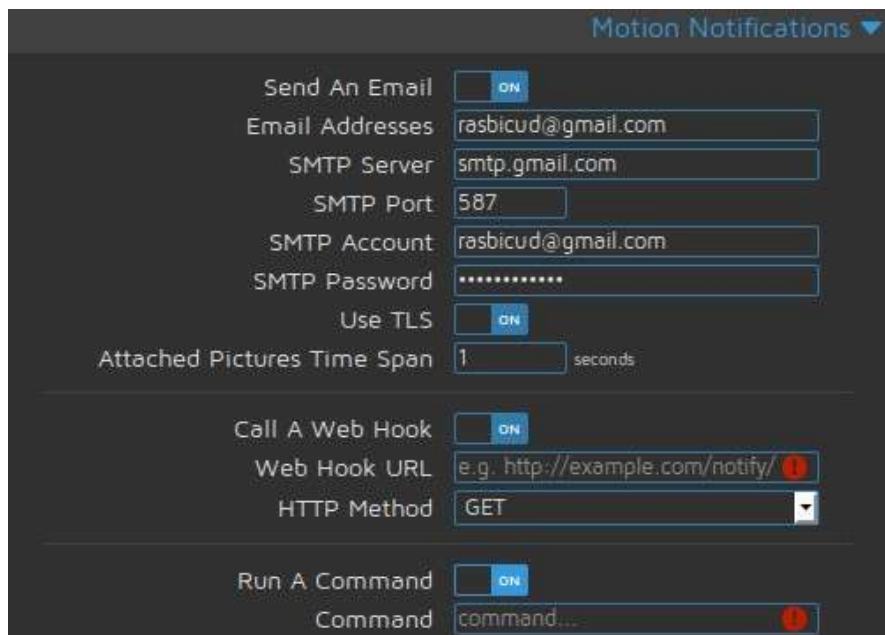 Motion Notifications
Send An Email ON
Email Addresses rasbicud@gmail.com
SMTP Server smtp.gmail.com
SMTP Port 587
SMTP Account rasbicud@gmail.com
SMTP Password ••••••••••••
Use TLS ON
Attached Pictures Time Span 1 seconds
Call A Web Hook ON
Web Hook URL e.g. http://example.com/notify/ !
HTTP Method GET
Run A Command ON
Command command... !